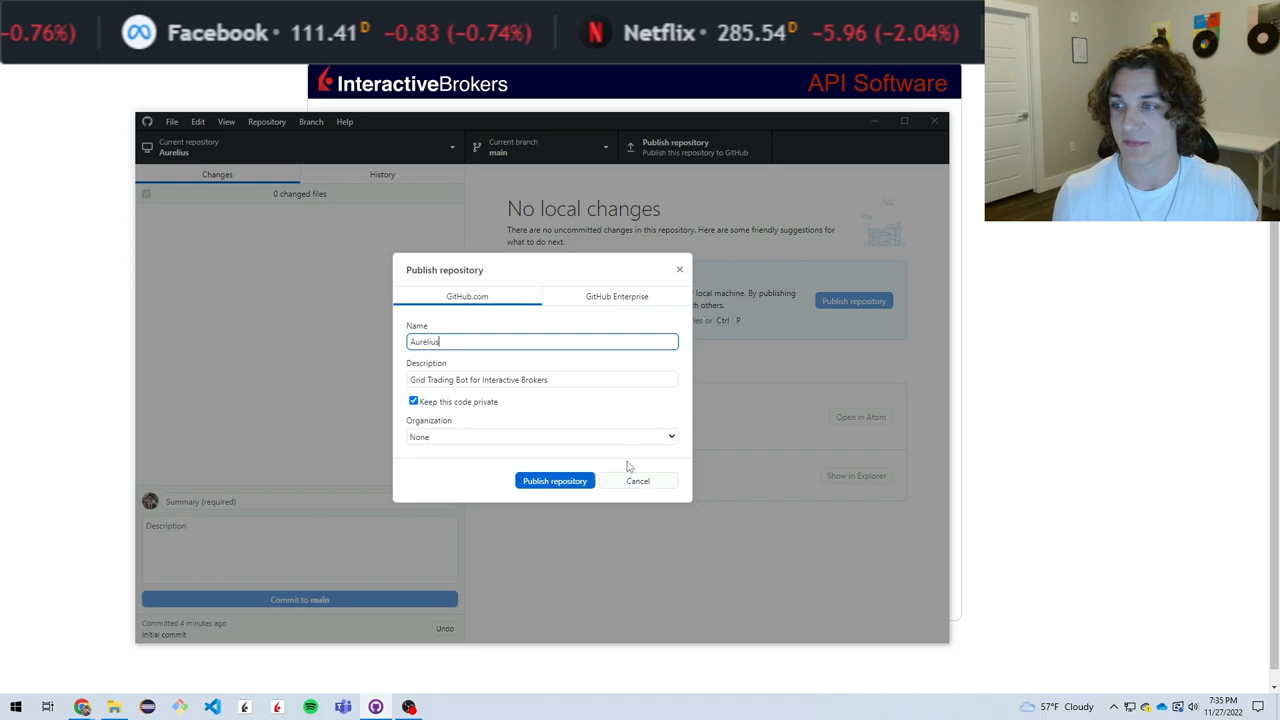 -0.76%)
Facebook • 111.41 D -0.83 (-0.74%)
Netflix • 285.54 D -5.96 (-2.04%)
InteractiveBrokers
API Software
File Edit View Repository Branch Help
Current repository
Aurelius
Current branch
main
Publish repository
Publish this repository to GitHub
Changes
History
0 changed files
No local changes
There are no uncommitted changes in this repository. Here are some friendly suggestions for
what to do next.
local machine. By publishing
h others.
ies or Ctrl P
Publish repository
Open in Atom
Show in Explorer
Publish repository
GitHub.com
GitHub Enterprise
Name
Aurelius
Description
Grid Trading Bot for Interactive Brokers
Keep this code private
Organization
None
Publish repository
Cancel
Summary (required)
Description
Commit to main
Committed 4 minutes ago
Initial commit
Undo
57°F Cloudy
7:35 PM
11/27/2022